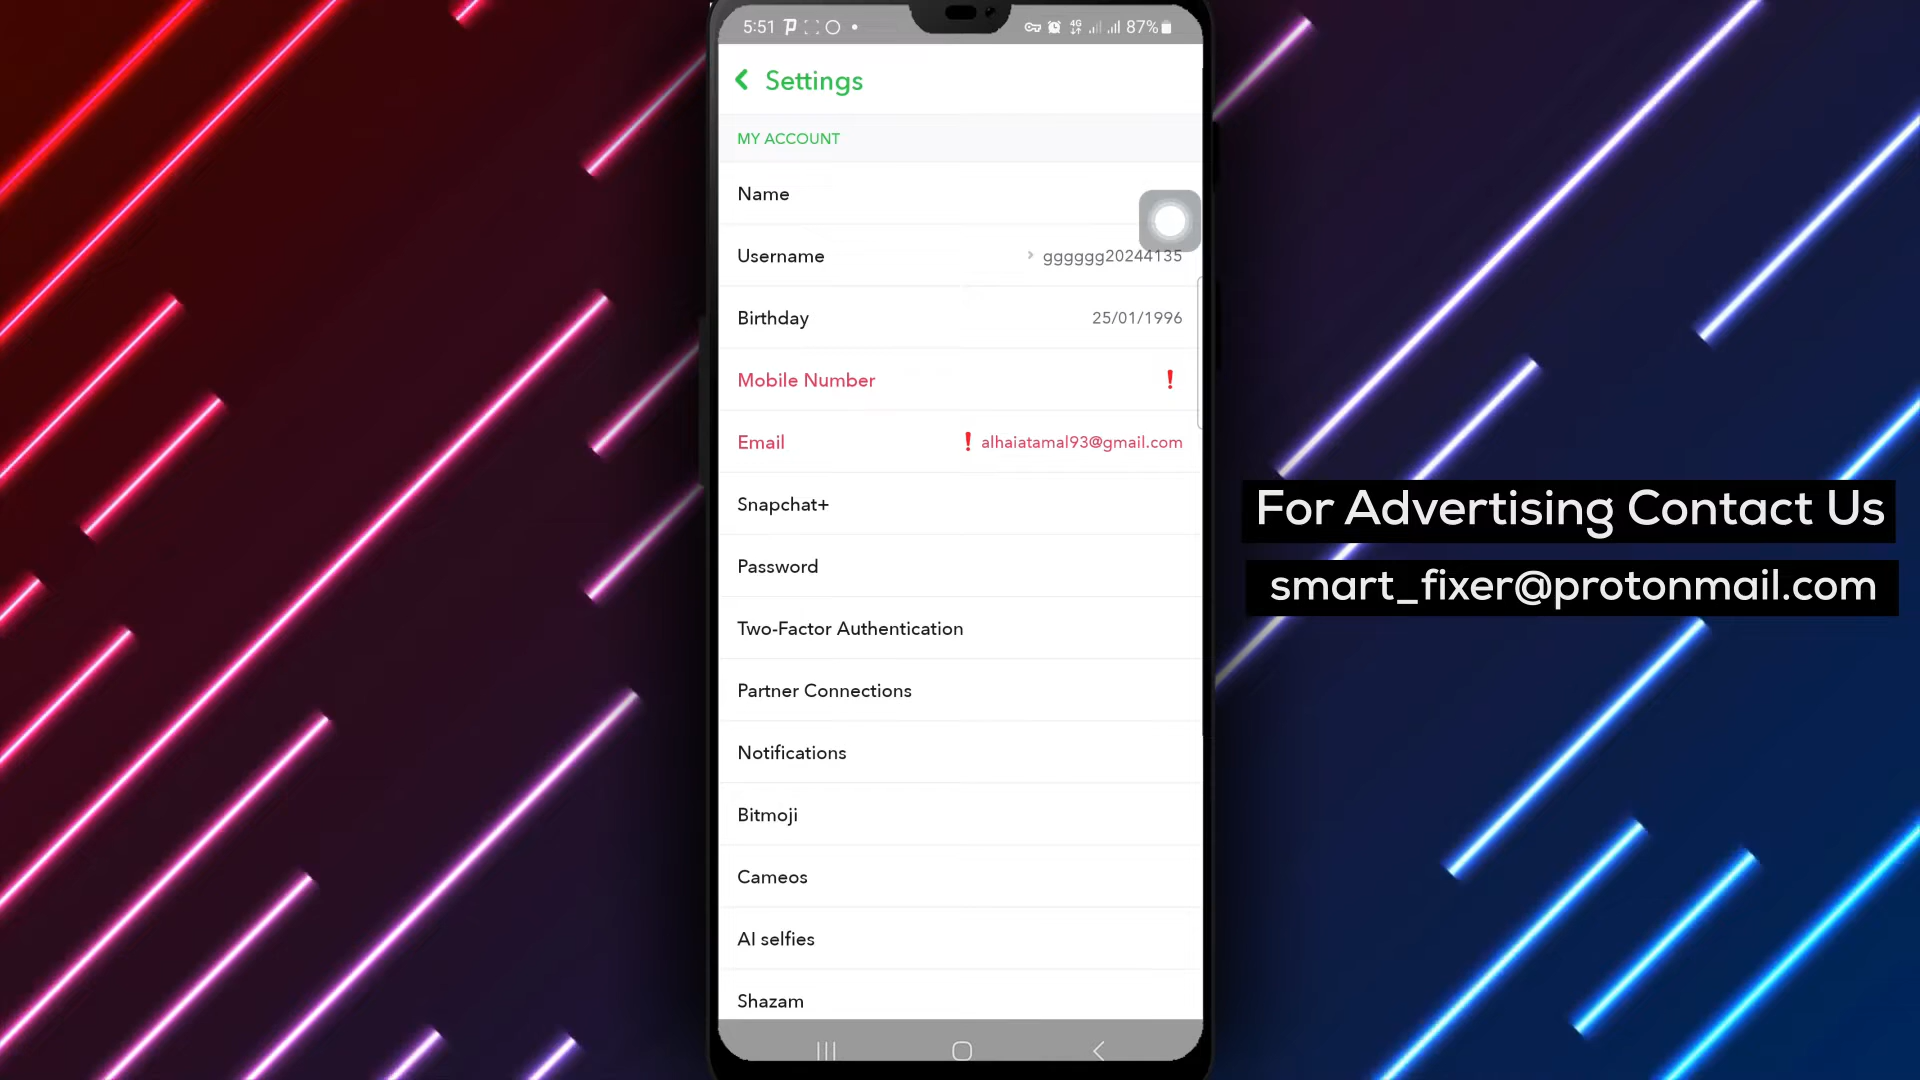 5:51
4G
87%
Settings
MY ACCOUNT
Name
Username gggggg20244135
Birthday 25/01/1996
Mobile Number !
Email ! alhaiatamal93@gmail.com
Snapchat+
Password
Two-Factor Authentication
Partner Connections
Notifications
Bitmoji
Cameos
AI selfies
Shazam
For Advertising Contact Us
smart_fixer@protonmail.com